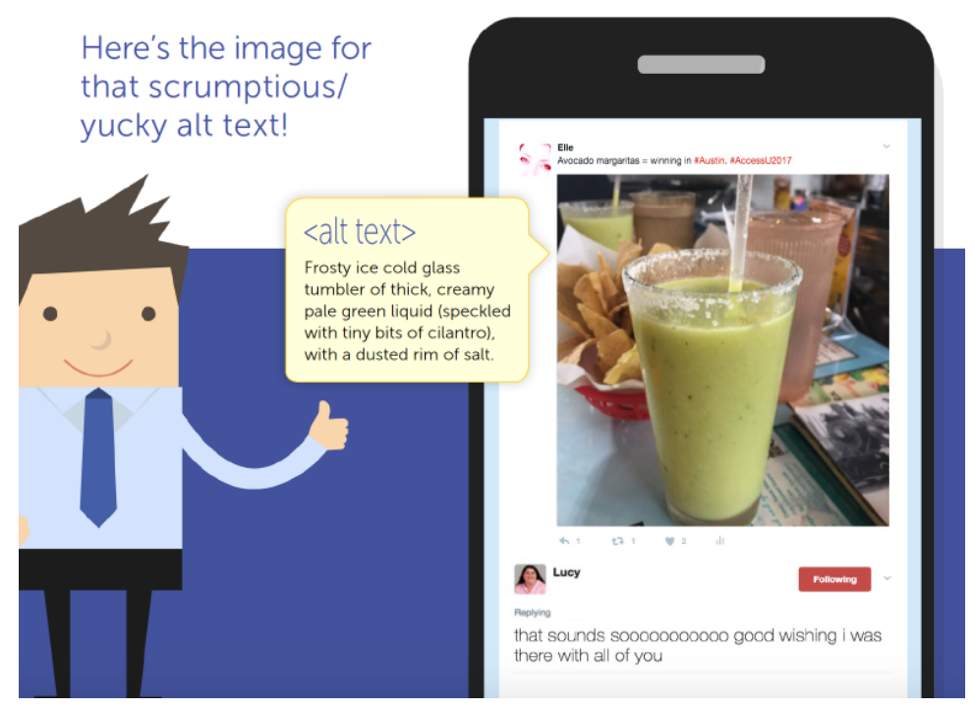 Here's the image for
that scrumptious/
yucky alt text!
<alt text>
Frosty ice cold glass
tumbler of thick, creamy
pale green liquid (speckled
with tiny bits of cilantro),
with a dusted rim of salt.
Elle
Avocado margaritas = winning in #Austin. #AccessU2017
1 1 2
Lucy
Following
Replying
that sounds sooooooooooo good wishing i was
there with all of you